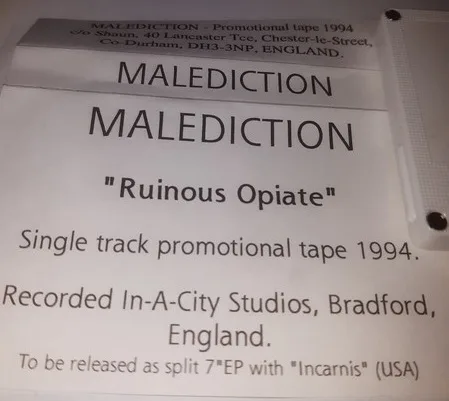 MALEDICTION - Promotional tape 1994
c/o Shaun, 40 Lancaster Tce, Chester-le-Street,
Co-Durham, DH3-3NP, ENGLAND.
MALEDICTION
MALEDICTION
"Ruinous Opiate"
Single track promotional tape 1994.
Recorded In-A-City Studios, Bradford,
England.
To be released as split 7"EP with "Incarnis" (USA)